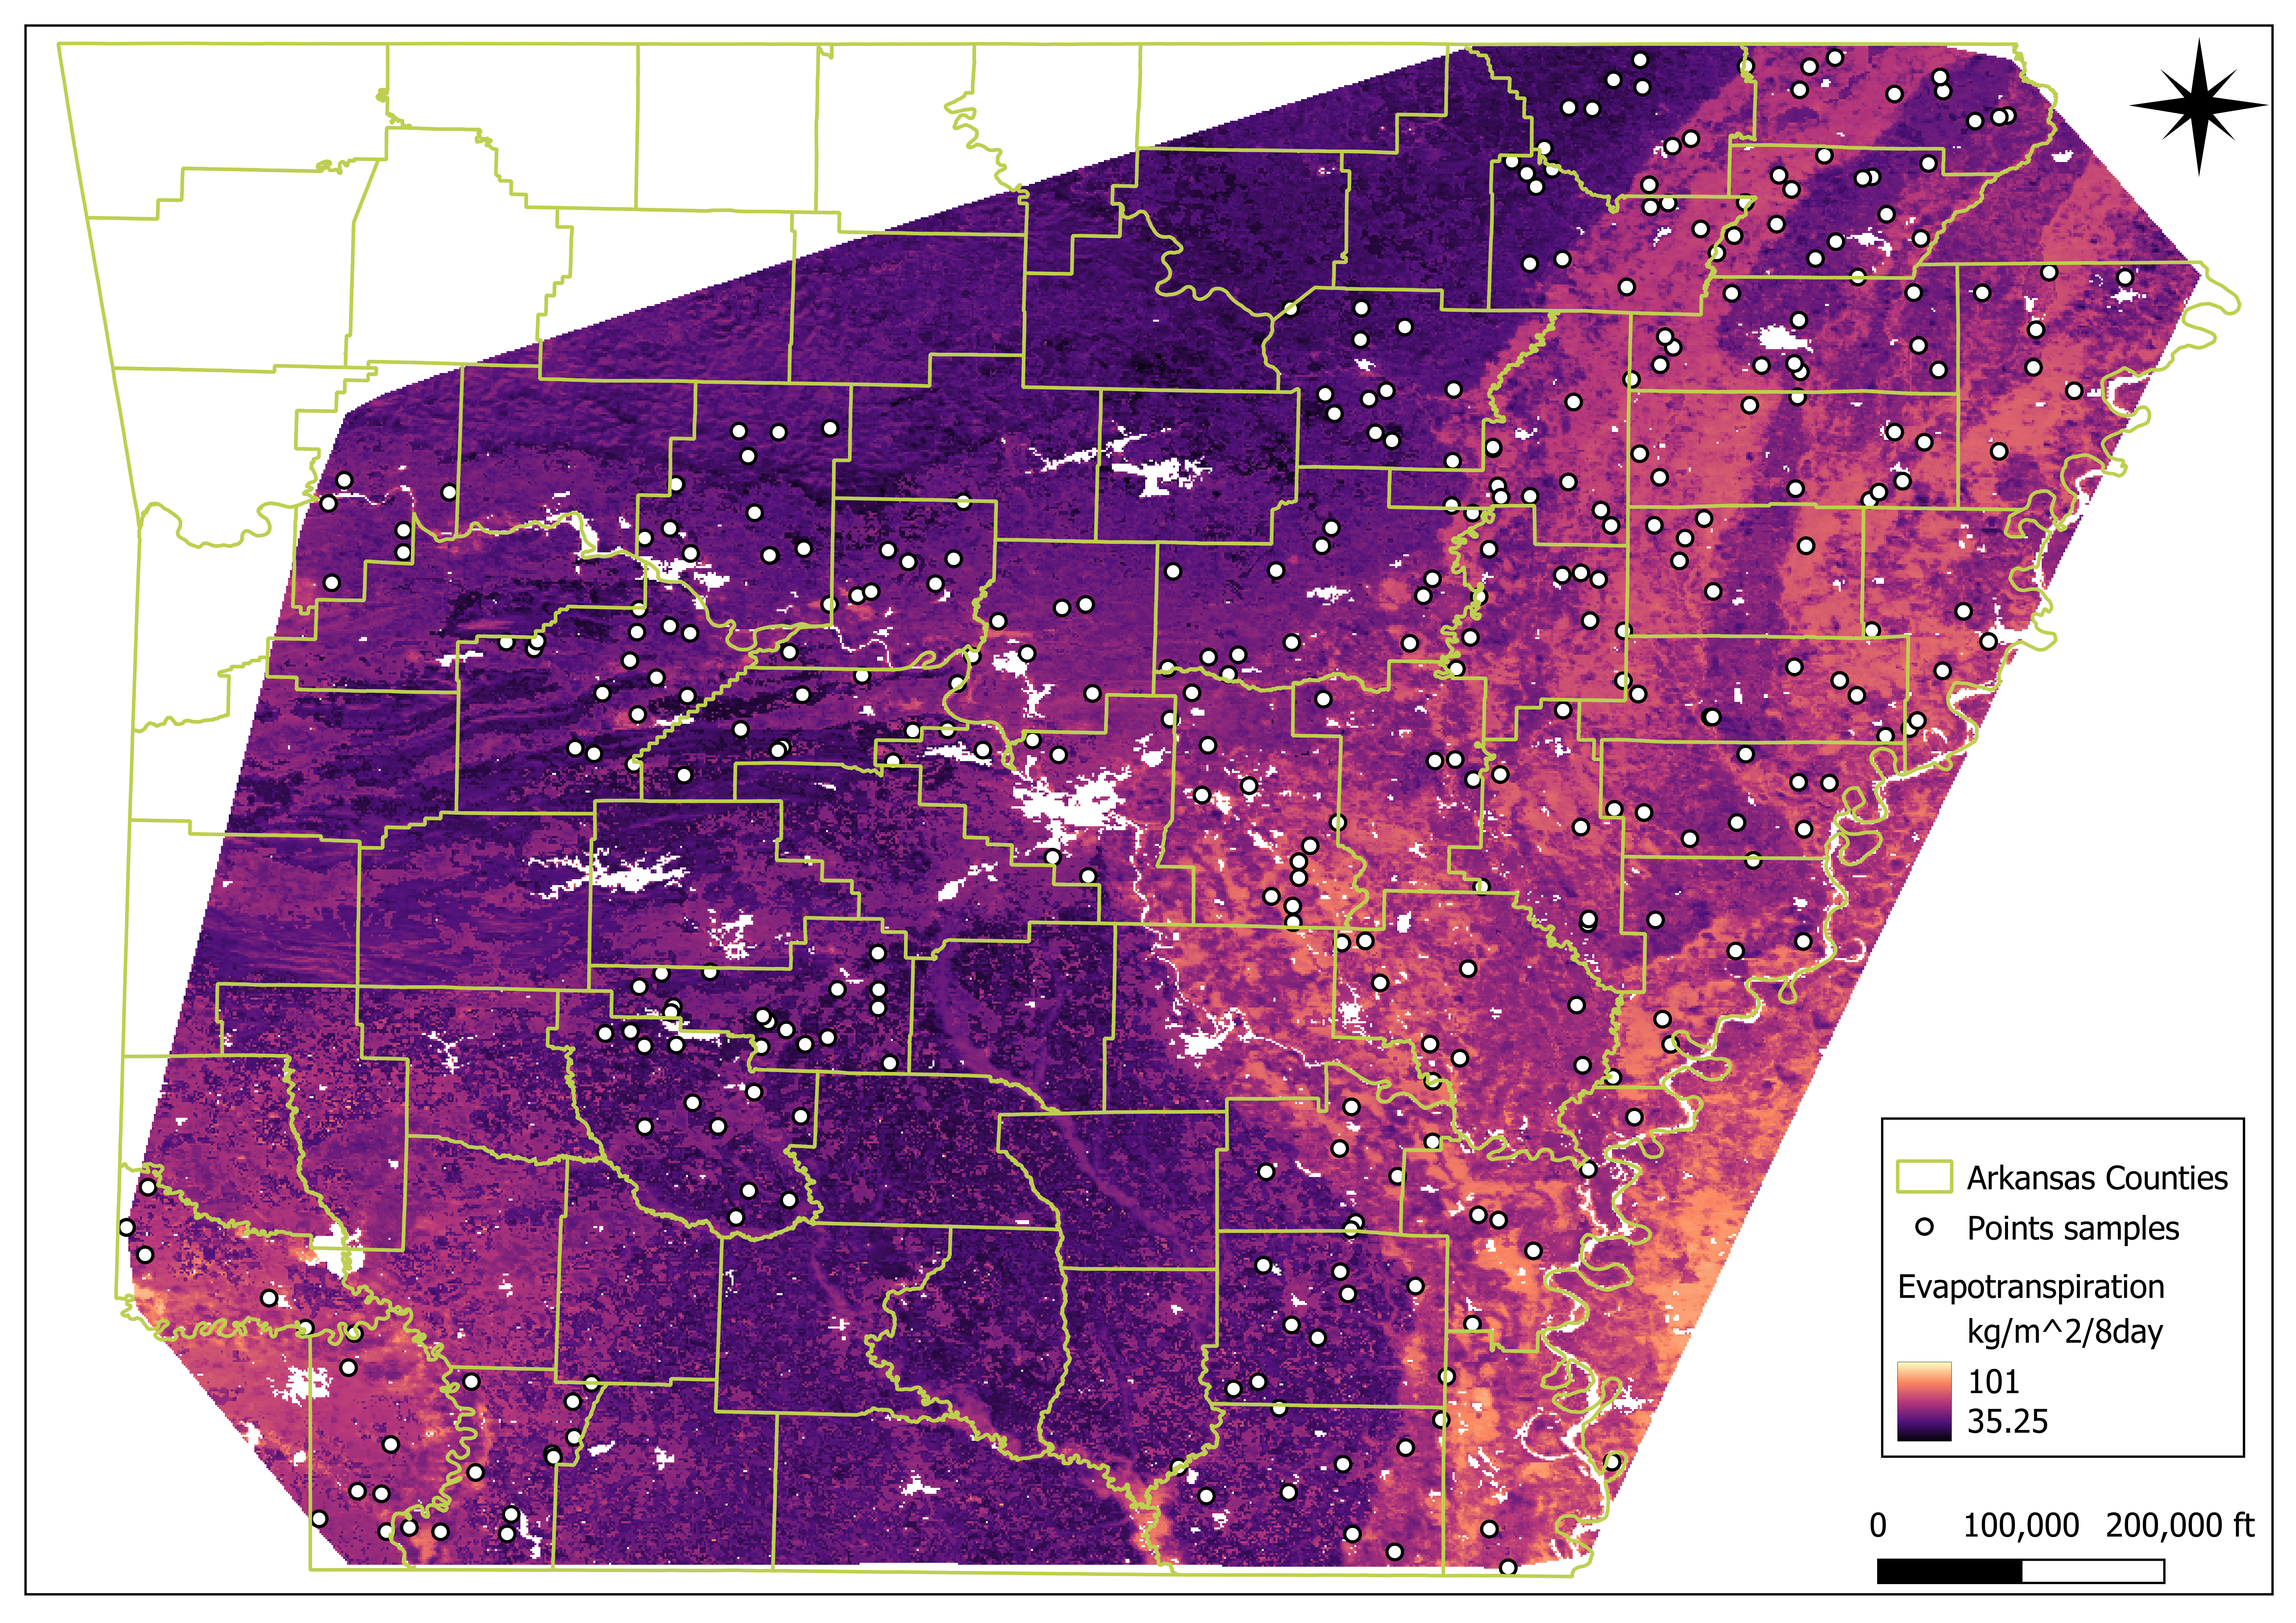 Arkansas Counties
Points samples
Evapotranspiration
kg/m^2/8day
101
35.25
0 100,000 200,000 ft